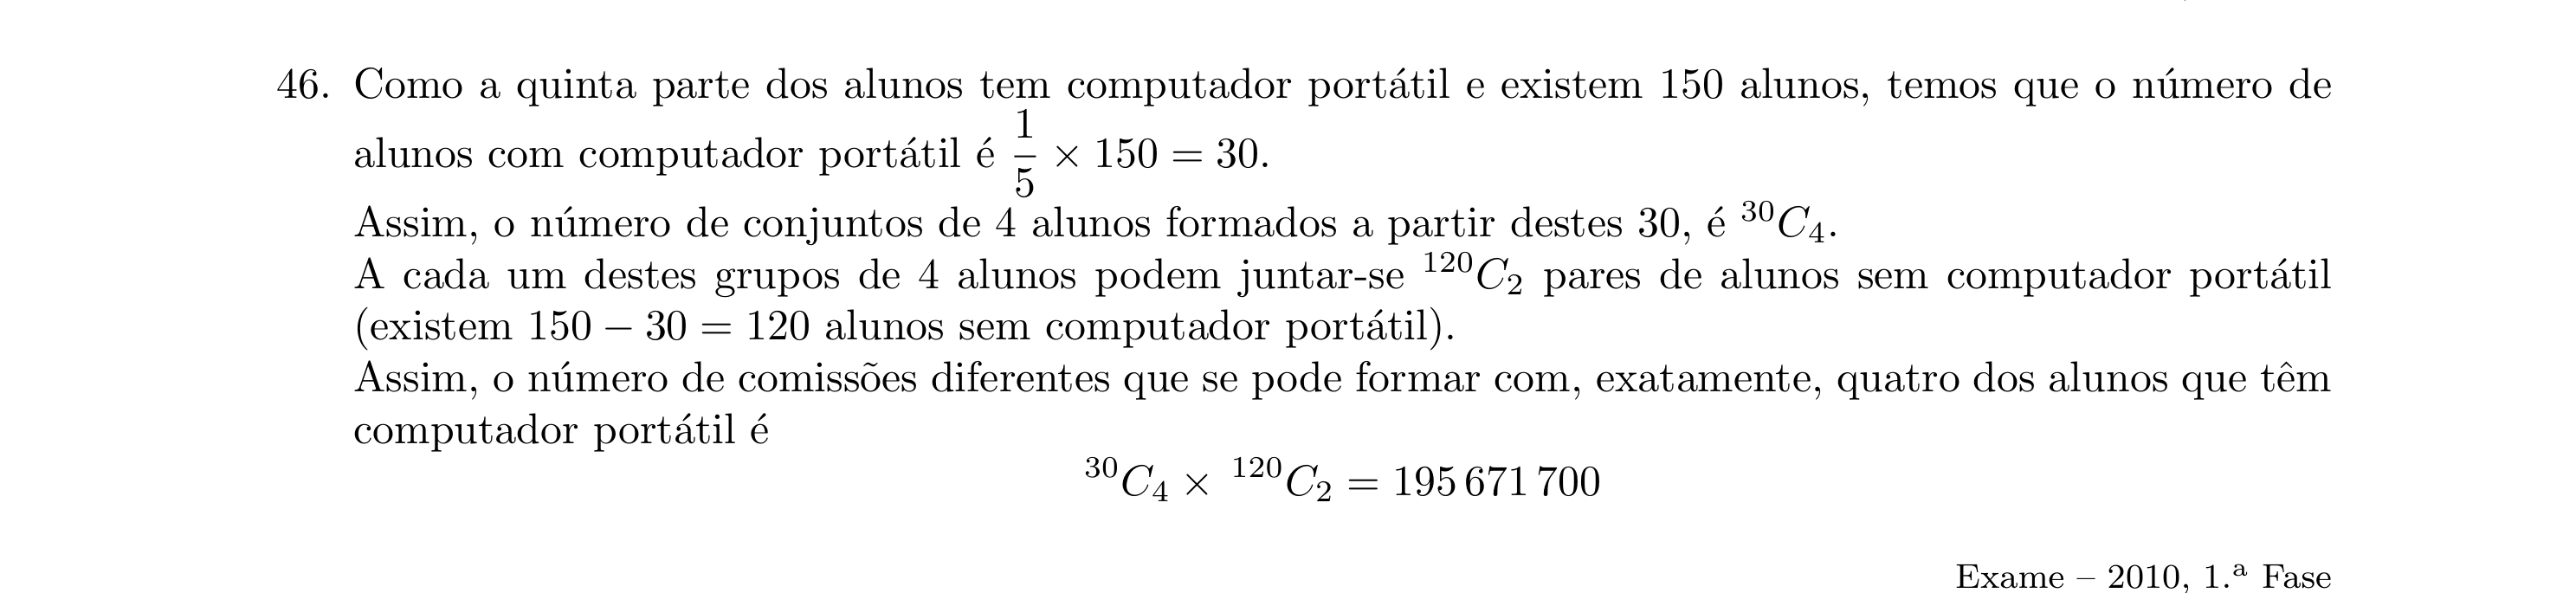 46. Como a quinta parte dos alunos tem computador portátil e existem 150 alunos, temos que o número de
alunos com computador portátil é 1/5 × 150 = 30.
Assim, o número de conjuntos de 4 alunos formados a partir destes 30, é ³⁰C₄.
A cada um destes grupos de 4 alunos podem juntar-se ¹²⁰C₂ pares de alunos sem computador portátil
(existem 150 − 30 = 120 alunos sem computador portátil).
Assim, o número de comissões diferentes que se pode formar com, exatamente, quatro dos alunos que têm
computador portátil é
³⁰C₄ × ¹²⁰C₂ = 195 671 700
Exame – 2010, 1.ª Fase